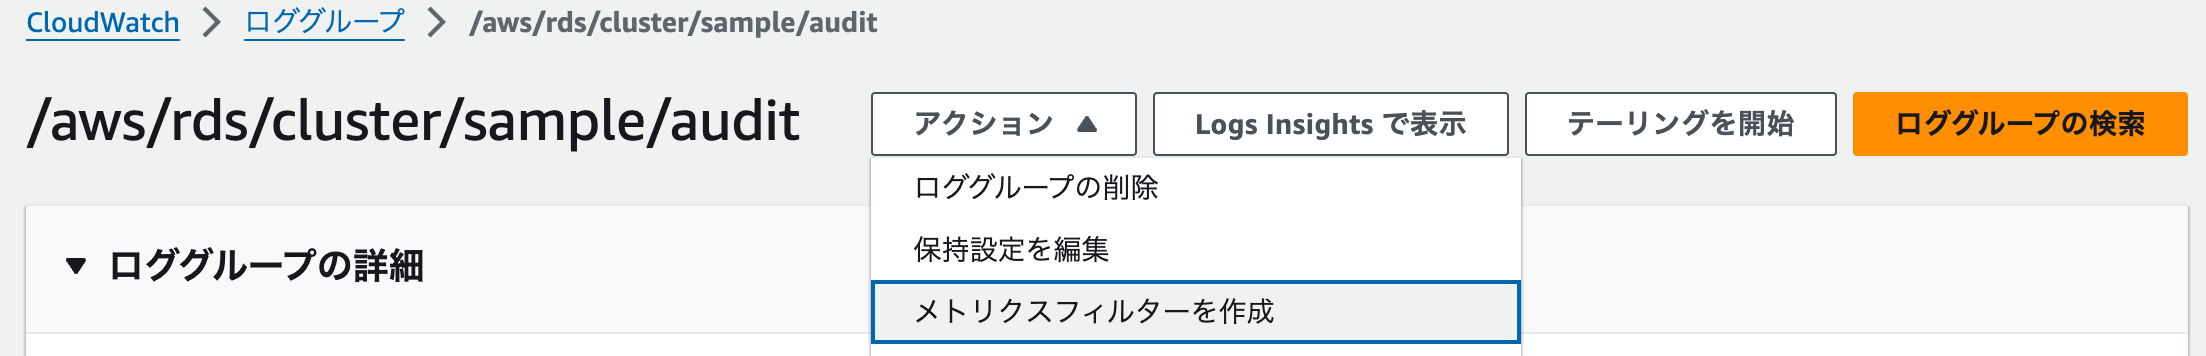 CloudWatch > ロググループ > /aws/rds/cluster/sample/audit
/aws/rds/cluster/sample/audit
アクション ▲
Logs Insights で表示
テーリングを開始
ロググループの検索
ロググループの削除
保持設定を編集
メトリクスフィルターを作成
▼ ロググループの詳細